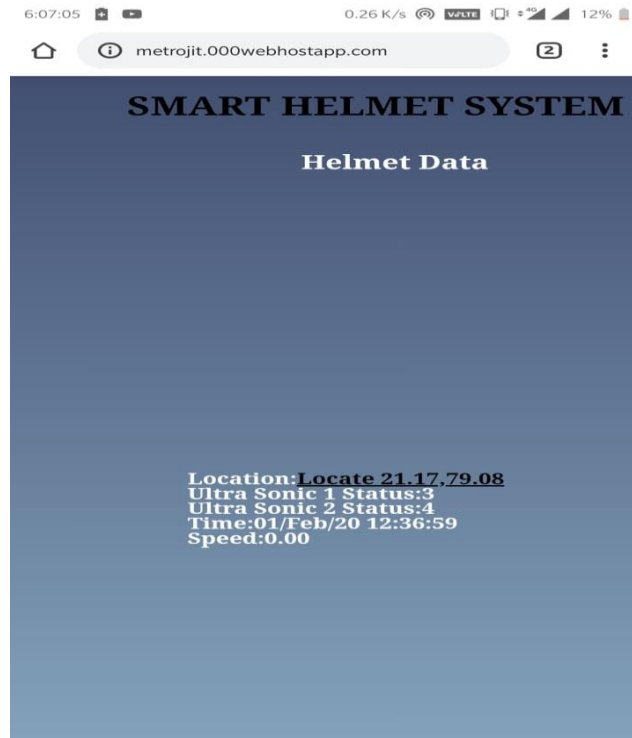 6:07:05 0.26 K/s VoLTE 4G 12%
metrojit.000webhostapp.com 2
SMART HELMET SYSTEM
Helmet Data
Location:Locate 21.17,79.08
Ultra Sonic 1 Status:3
Ultra Sonic 2 Status:4
Time:01/Feb/20 12:36:59
Speed:0.00